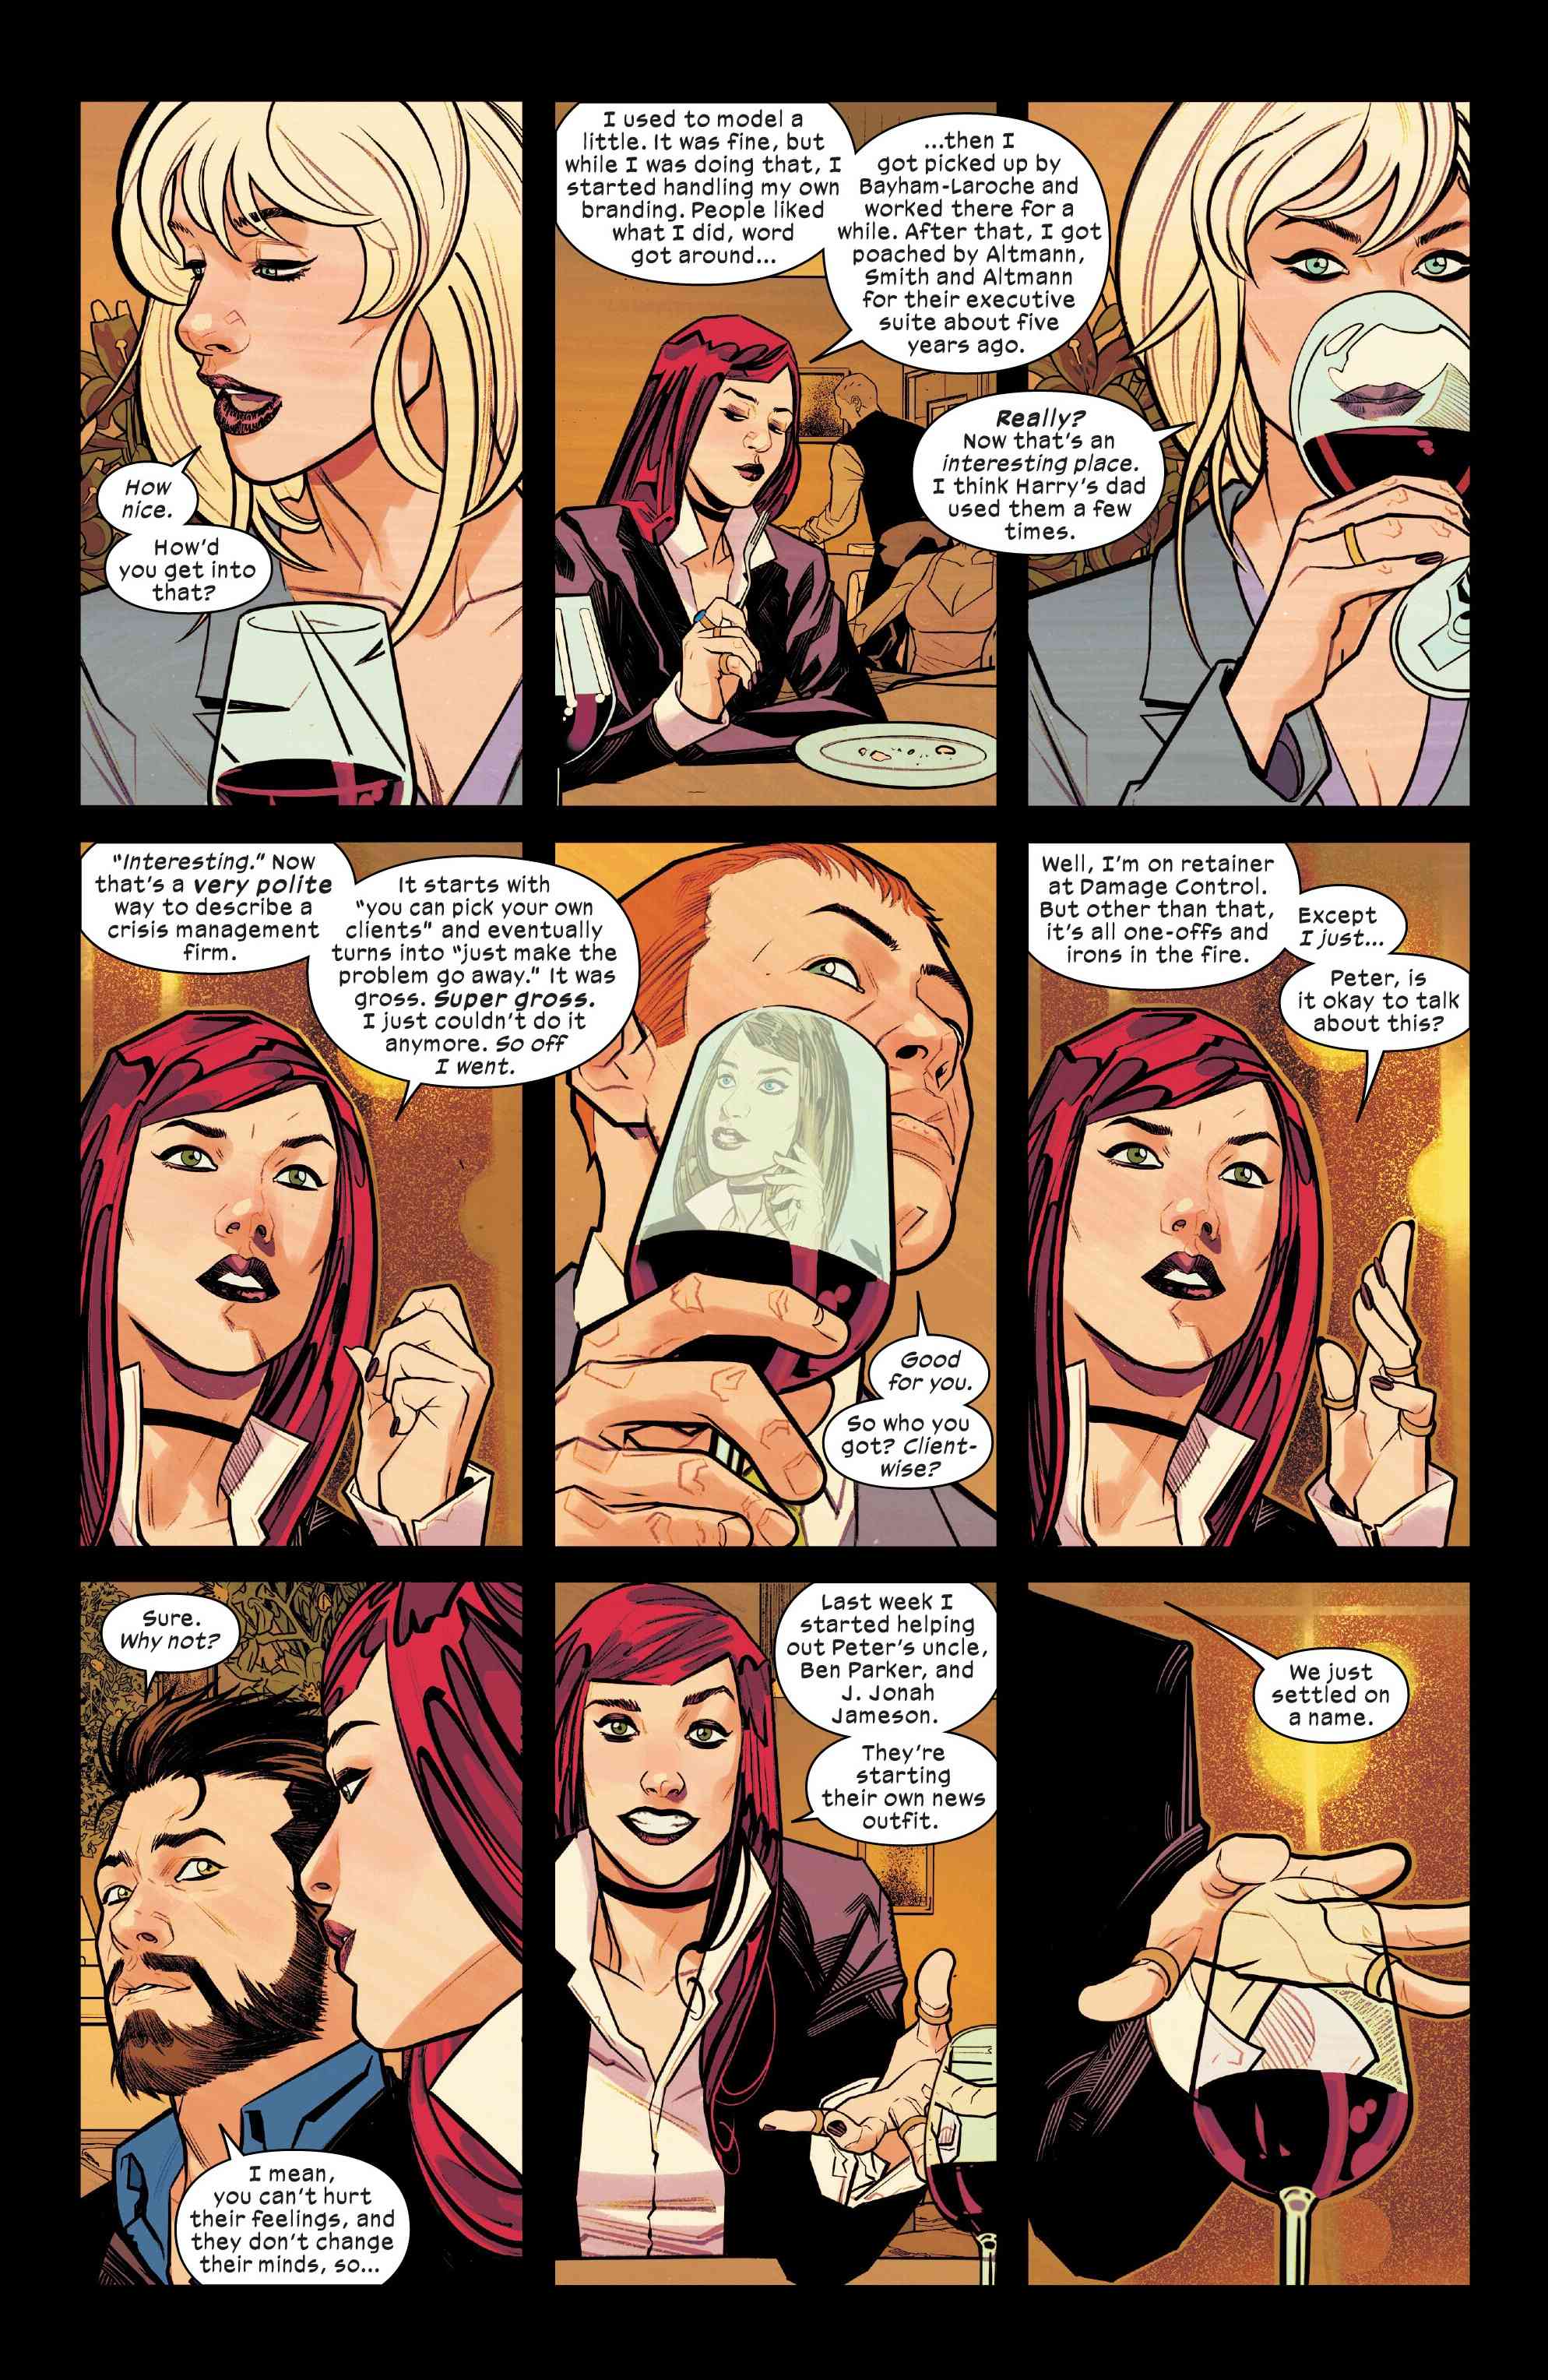 How
nice.
How'd
you get into
that?
I used to model a
little. It was fine, but
while I was doing that, I
started handling my own
branding. People liked
what I did, word
got around...
...then I
got picked up by
Bayham-Laroche and
worked there for a
while. After that, I got
poached by Altmann,
Smith and Altmann
for their executive
suite about five
years ago.
Really?
Now that's an
interesting place.
I think Harry's dad
used them a few
times.
"Interesting." Now
that's a very polite
way to describe a
crisis management
firm.
It starts with
"you can pick your own
clients" and eventually
turns into "just make the
problem go away." It was
gross. Super gross.
I just couldn't do it
anymore. So off
I went.
Good
for you.
So who you
got? Client-
wise?
Well, I'm on retainer
at Damage Control.
But other than that,
it's all one-offs and
irons in the fire.
Except
I just...
Peter, is
it okay to talk
about this?
Sure.
Why not?
I mean,
you can't hurt
their feelings, and
they don't change
their minds, so...
Last week I
started helping
out Peter's uncle,
Ben Parker, and
J. Jonah
Jameson.
They're
starting
their own news
outfit.
We just
settled on
a name.